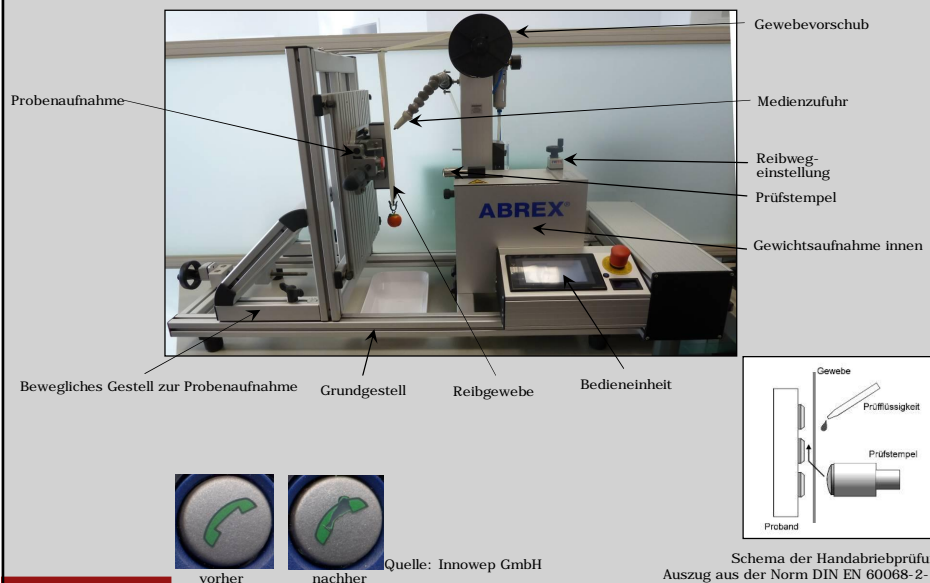 Gewebevorschub
Probenaufnahme
Medienzufuhr
Reibweg-
einstellung
Prüfstempel
ABREX®
Gewichtsaufnahme innen
Bewegliches Gestell zur Probenaufnahme
Grundgestell
Reibgewebe
Bedieneinheit
Gewebe
Prüfflüssigkeit
Prüfstempel
Proband
vorher
nachher
Quelle: Innowep GmbH
Schema der Handabriebprüfu
Auszug aus der Norm DIN EN 60068-2-